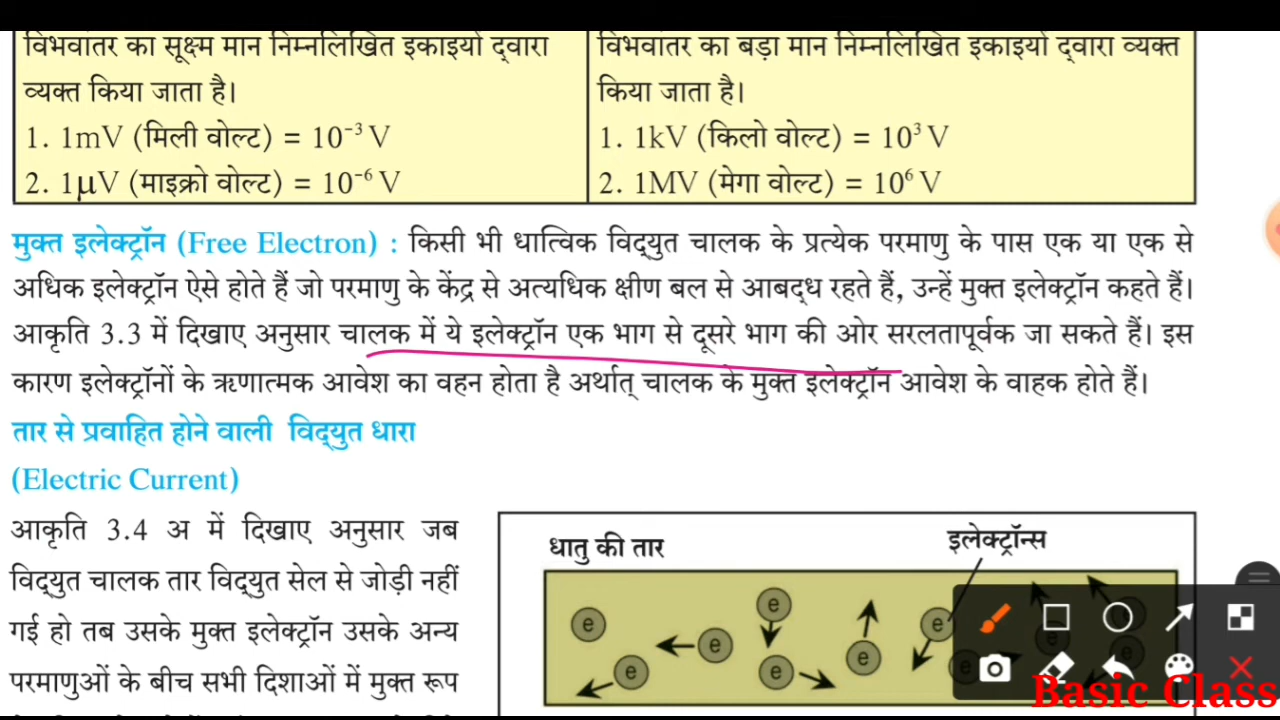 विभवांतर का सूक्ष्म मान निम्नलिखित इकाइयों द्‌वारा
व्यक्त किया जाता है।
1. 1mV (मिली वोल्ट) = 10⁻³ V
2. 1μV (माइक्रो वोल्ट) = 10⁻⁶ V
विभवांतर का बड़ा मान निम्नलिखित इकाइयों द्‌वारा व्यक्त
किया जाता है।
1. 1kV (किलो वोल्ट) = 10³ V
2. 1MV (मेगा वोल्ट) = 10⁶ V
मुक्त इलेक्ट्रॉन (Free Electron) : किसी भी धात्विक विद्‌युत चालक के प्रत्येक परमाणु के पास एक या एक से
अधिक इलेक्ट्रॉन ऐसे होते हैं जो परमाणु के केंद्र से अत्यधिक क्षीण बल से आबद्ध रहते हैं, उन्हें मुक्त इलेक्ट्रॉन कहते हैं।
आकृति 3.3 में दिखाए अनुसार चालक में ये इलेक्ट्रॉन एक भाग से दूसरे भाग की ओर सरलतापूर्वक जा सकते हैं। इस
कारण इलेक्ट्रॉनों के ऋणात्मक आवेश का वहन होता है अर्थात् चालक के मुक्त इलेक्ट्रॉन आवेश के वाहक होते हैं।
तार से प्रवाहित होने वाली विद्‌युत धारा
(Electric Current)
आकृति 3.4 अ में दिखाए अनुसार जब
विद्‌युत चालक तार विद्‌युत सेल से जोड़ी नहीं
गई हो तब उसके मुक्त इलेक्ट्रॉन उसके अन्य
परमाणुओं के बीच सभी दिशाओं में मुक्त रूप
धातु की तार
इलेक्ट्रॉन्स
e
e
e
e
e
e
e
e
Basic Class